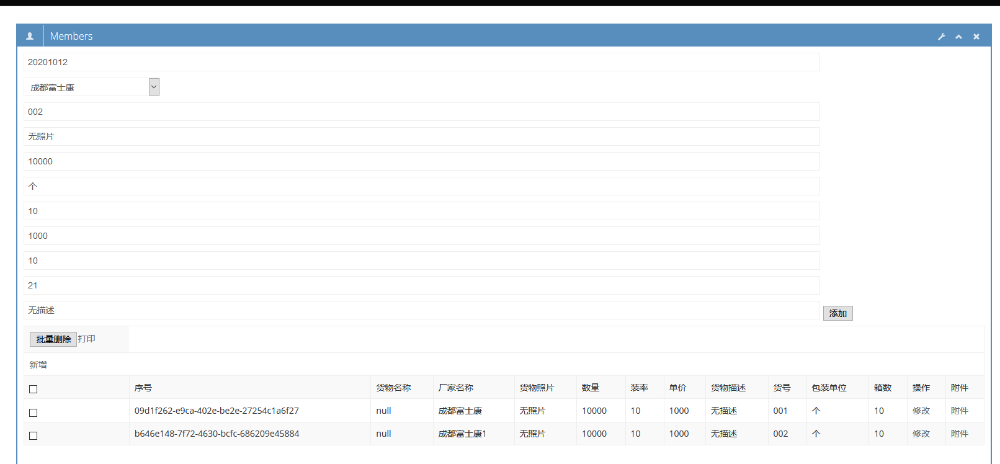 Members
20201012
成都富士康
002
无照片
10000
个
10
1000
10
21
无描述 添加
批量删除 打印
新增
序号 货物名称 厂家名称 货物照片 数量 装率 单价 货物描述 货号 包装单位 箱数 操作 附件
09d1f262-e9ca-402e-be2e-27254c1a6f27 null 成都富士康 无照片 10000 10 1000 无描述 001 个 10 修改 附件
b646e148-7f72-4630-bcfc-686209e45884 null 成都富士康1 无照片 10000 10 1000 无描述 002 个 10 修改 附件